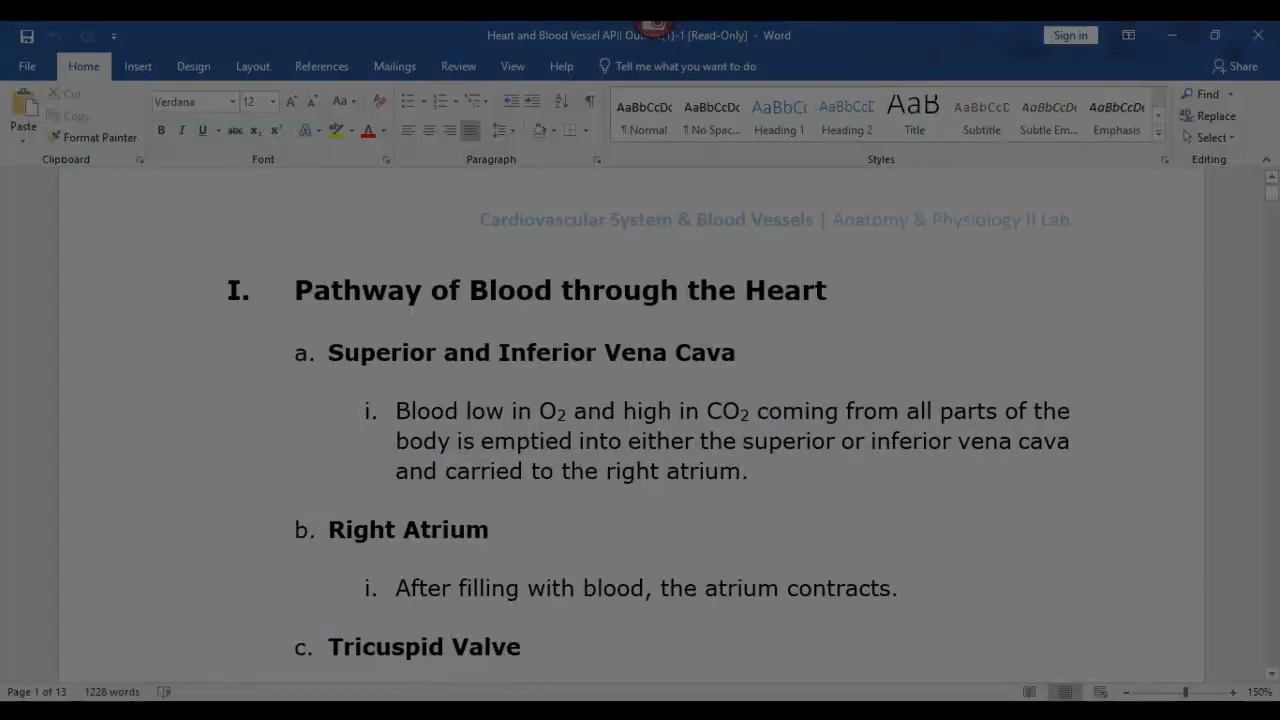 Heart and Blood Vessel APII Outline(1)-1 [Read-Only] - Word
Sign in
File Home Insert Design Layout References Mailings Review View Help Tell me what you want to do Share
Paste
Cut
Copy
Format Painter
Clipboard
Verdana 12
Font
Paragraph
AaBbCcDc AaBbCcDc AaBbCc AaBbCcD AaB AaBbCcD AaBbCcDc AaBbCcDc
¶ Normal ¶ No Spac... Heading 1 Heading 2 Title Subtitle Subtle Em... Emphasis
Styles
Find
Replace
Select
Editing
Cardiovascular System & Blood Vessels | Anatomy & Physiology II Lab
I. Pathway of Blood through the Heart
a. Superior and Inferior Vena Cava
i. Blood low in O₂ and high in CO₂ coming from all parts of the
body is emptied into either the superior or inferior vena cava
and carried to the right atrium.
b. Right Atrium
i. After filling with blood, the atrium contracts.
c. Tricuspid Valve
Page 1 of 13 1228 words 150%